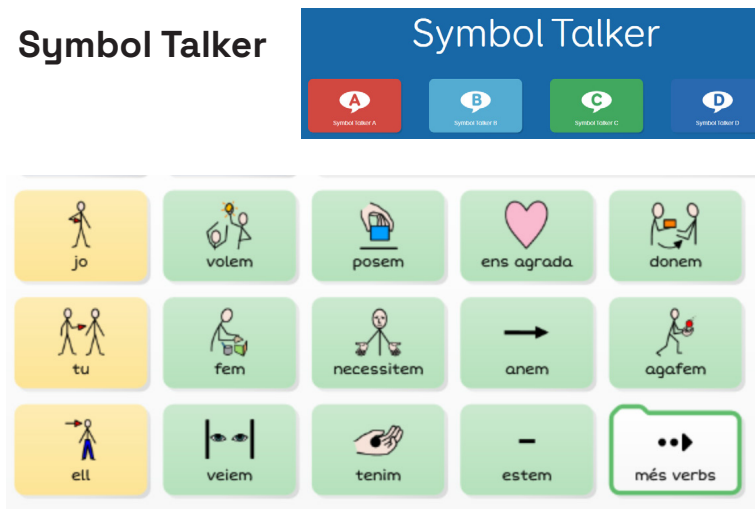 Symbol Talker
Symbol Talker
A B C D
Symbol Talker A Symbol Talker B Symbol Talker C Symbol Talker D
jo volem posem ens agrada donem
tu fem necessitem anem agafem
ell veiem tenim estem més verbs